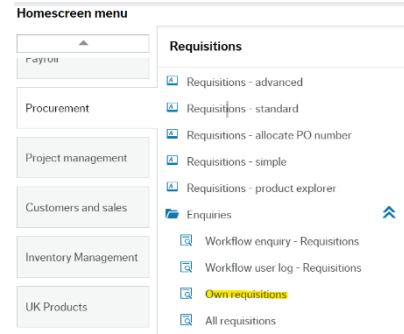 Homescreen menu
Payroll
Procurement
Project management
Customers and sales
Inventory Management
UK Products
Requisitions
Requisitions - advanced
Requisitions - standard
Requisitions - allocate PO number
Requisitions - simple
Requisitions - product explorer
Enquiries
Workflow enquiry - Requisitions
Workflow user log - Requisitions
Own requisitions
All requisitions